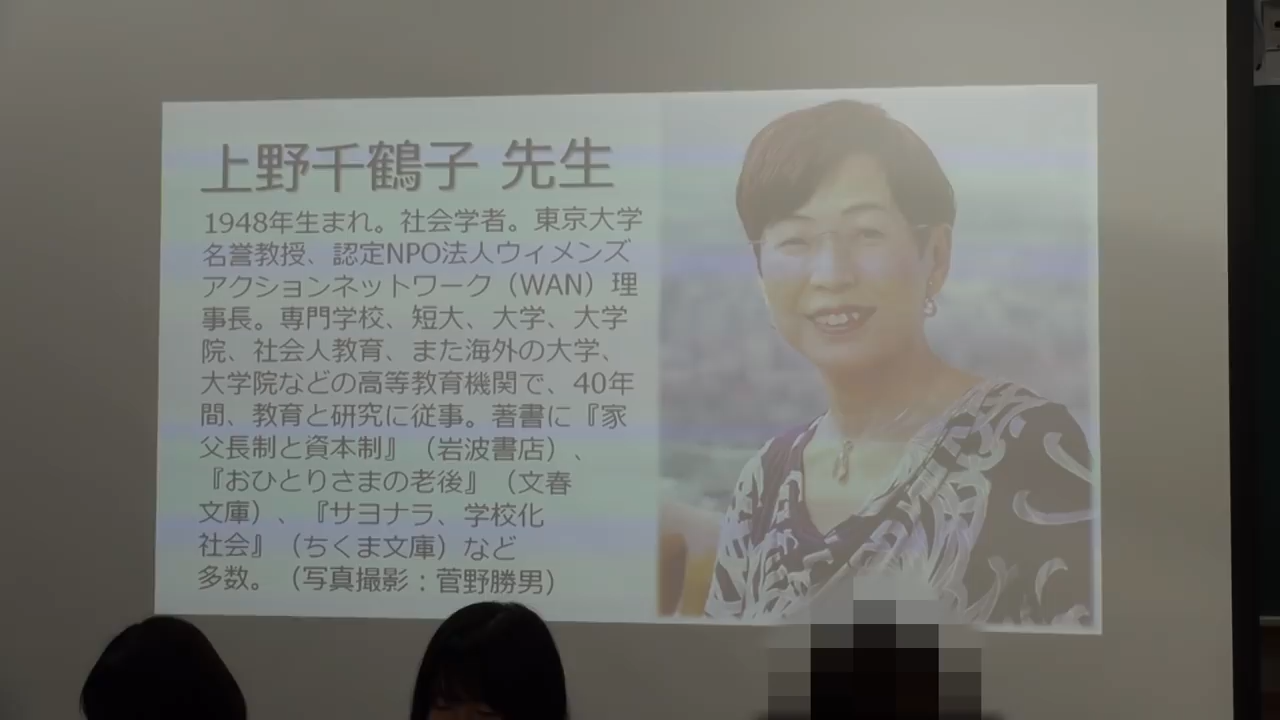 上野千鶴子 先生
1948年生まれ。社会学者。東京大学
名誉教授、認定NPO法人ウィメンズ
アクションネットワーク（WAN）理
事長。専門学校、短大、大学、大学
院、社会人教育、また海外の大学、
大学院などの高等教育機関で、40年
間、教育と研究に従事。著書に『家
父長制と資本制』（岩波書店）、
『おひとりさまの老後』（文春
文庫）、『サヨナラ、学校化
社会』（ちくま文庫）など
多数。（写真撮影：菅野勝男）